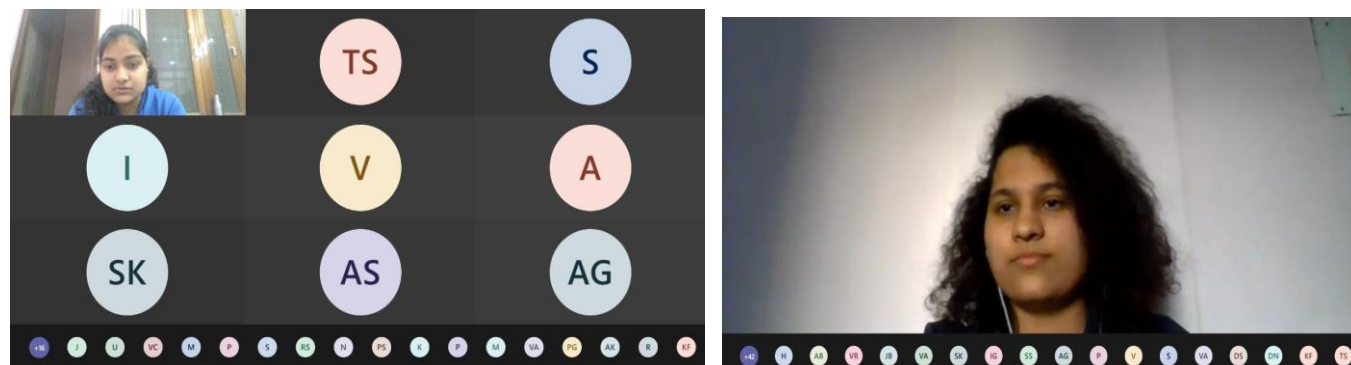 TS S
I V A
SK AS AG
+16 J U VC M P S RS N PS K P M VA PG AK R KF
+42 H AB VR JB VA SK IG SS AG P V S VA DS DN KF TS